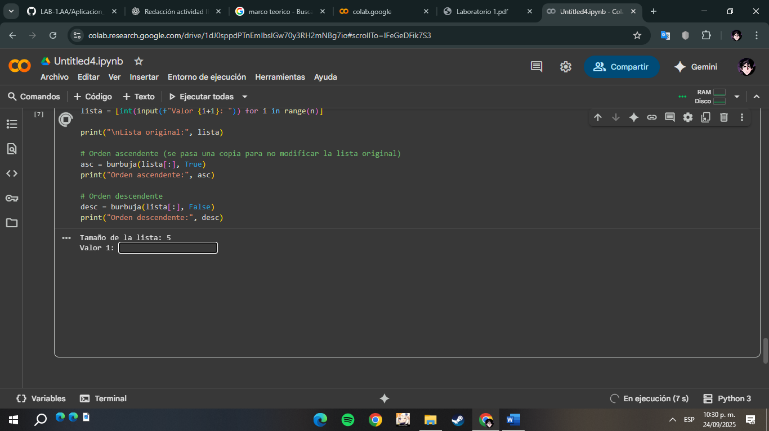 LAB-1.AA/Aplicacion
Redacción actividad
marco teorico - Busc
colab.google
Laboratorio 1.pdf
Untitled4.ipynb - Col
colab.research.google.com/drive/
Untitled4.ipynb
Compartir
Gemini
Archivo Editar Ver Insertar Entorno de ejecución Herramientas Ayuda
Comandos + Código + Texto Ejecutar todas
RAM
Disco
[7]
lista = [int(input(f"Valor {i+1}: ")) for i in range(n)]
print("\nLista original:", lista)
# Orden ascendente (se pasa una copia para no modificar la lista original)
asc = burbuja(lista[:], True)
print("Orden ascendente:", asc)
# Orden descendente
desc = burbuja(lista[:], False)
print("Orden descendente:", desc)
Tamaño de la lista: 5
Valor 1:
Variables Terminal
En ejecución (7 s) Python 3
ESP
10:30 p. m.
24/09/2025